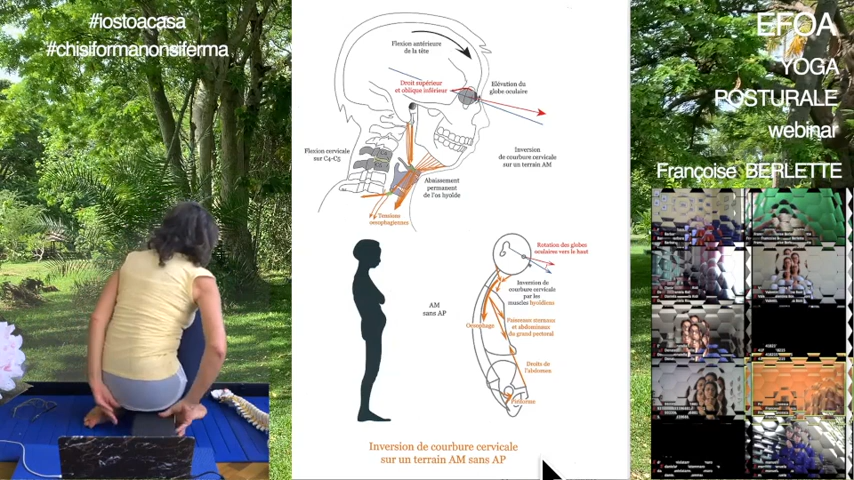 #iostoacasa
#chisiformanonsiferma
Flexion antérieure
de la tête
Droit supérieur
et oblique inférieur
Elévation du
globe oculaire
Flexion cervicale
sur C4-C5
Inversion
de courbure cervicale
sur un terrain AM
Abaissement
permanent
de l'os hyoïde
Tensions
oesophagiennes
AM
sans AP
Rotation des globes
oculaires vers le haut
Inversion de
courbure cervicale
par les
muscles hyoïdiens
Oesophage
Faisceaux sternaux
et abdominaux
du grand pectoral
Droits de
l'abdomen
Piriforme
Inversion de courbure cervicale
sur un terrain AM sans AP
EFOA
YOGA
POSTURALE
webinar
Françoise BERLETTE